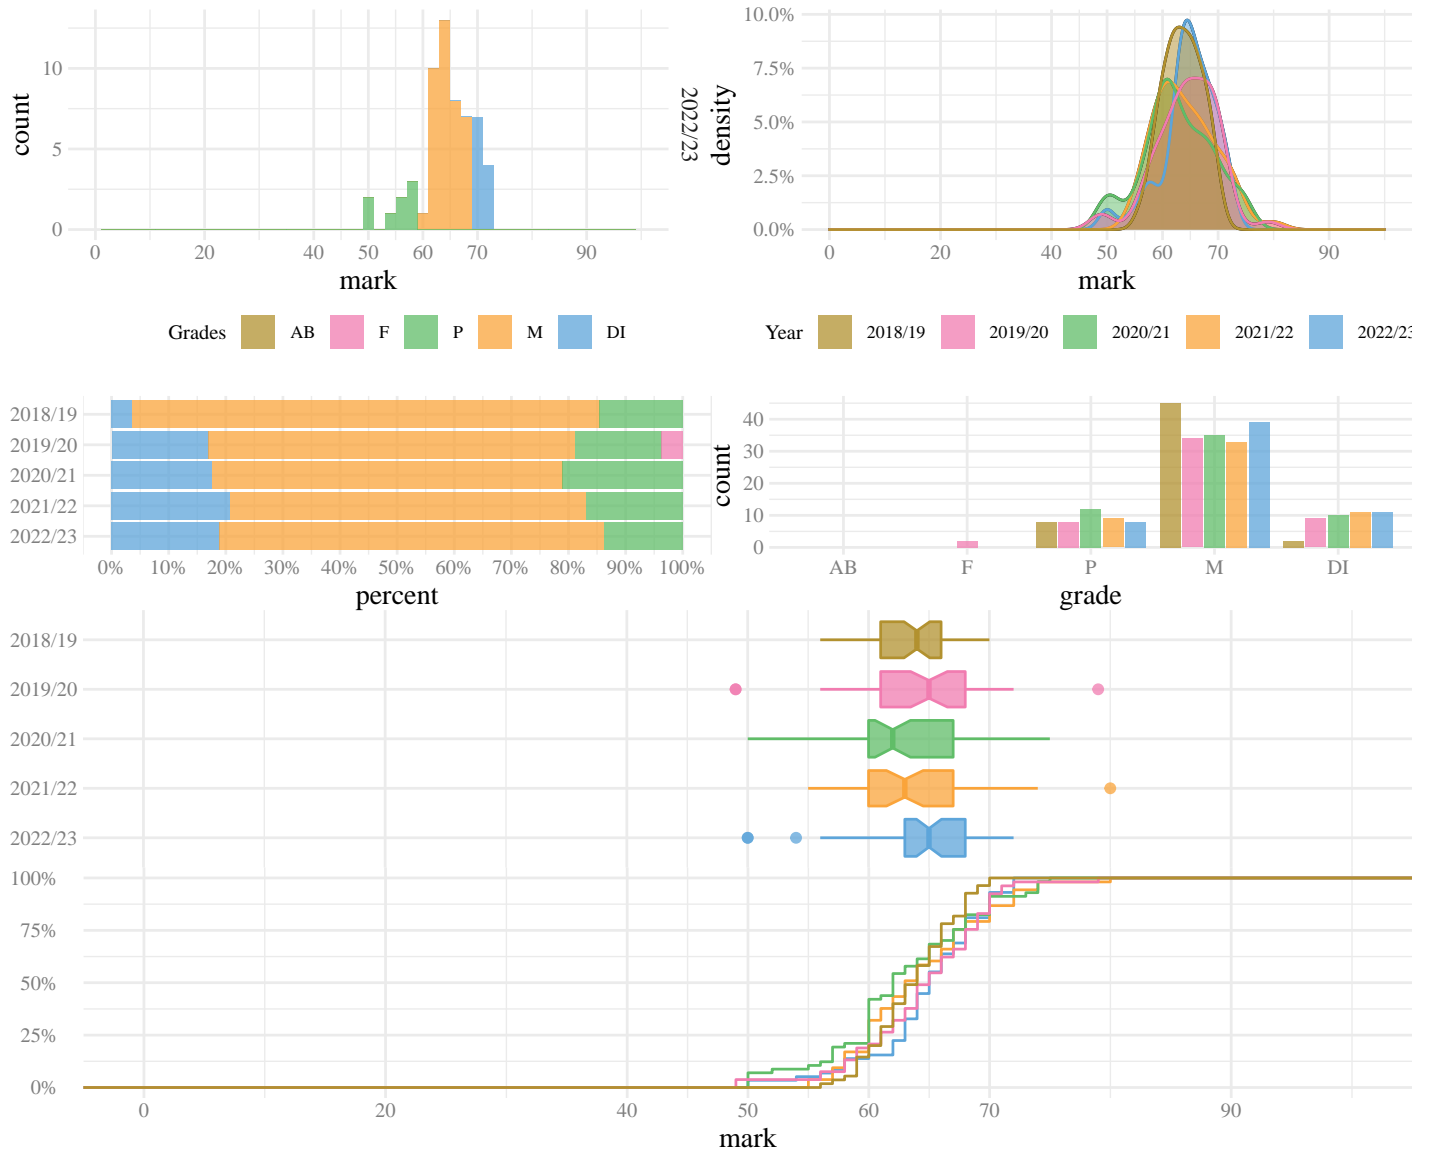 count
10
5
0
0 20 40 50 60 70 90
mark
2022/23
Grades AB F P M DI
density
10.0%
7.5%
5.0%
2.5%
0.0%
0 20 40 50 60 70 90
mark
Year 2018/19 2019/20 2020/21 2021/22 2022/23
2018/19
2019/20
2020/21
2021/22
2022/23
0% 10% 20% 30% 40% 50% 60% 70% 80% 90% 100%
percent
count
40
30
20
10
0
AB F P M DI
grade
2018/19
2019/20
2020/21
2021/22
2022/23
100%
75%
50%
25%
0%
0 20 40 50 60 70 90
mark